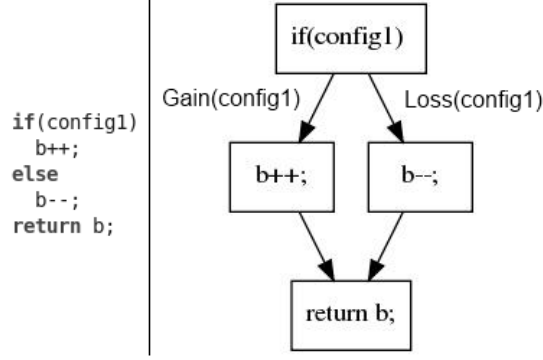 if(config1)
  b++;
else
  b--;
return b;
if(config1)
Gain(config1)
Loss(config1)
b++;
b--;
return b;